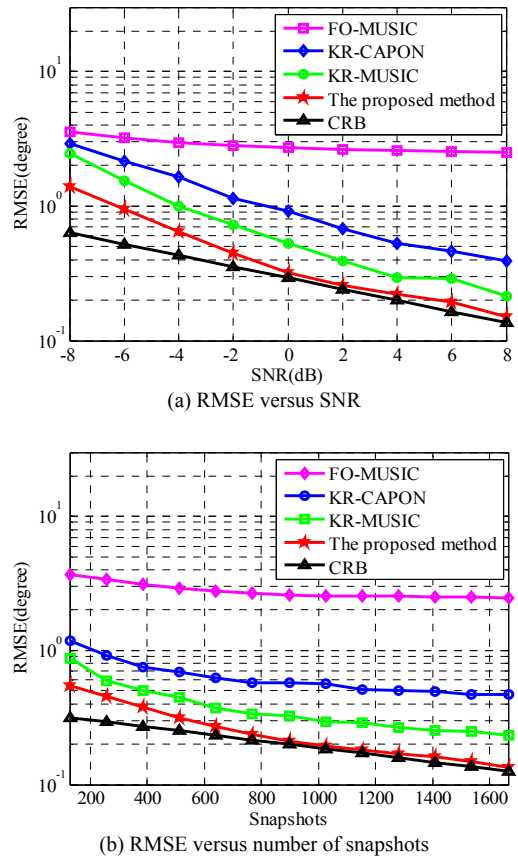 FO-MUSIC
KR-CAPON
KR-MUSIC
The proposed method
CRB
10^1
10^0
10^-1
RMSE(degree)
-8 -6 -4 -2 0 2 4 6 8
SNR(dB)
(a) RMSE versus SNR
FO-MUSIC
KR-CAPON
KR-MUSIC
The proposed method
CRB
10^1
10^0
10^-1
RMSE(degree)
200 400 600 800 1000 1200 1400 1600
Snapshots
(b) RMSE versus number of snapshots